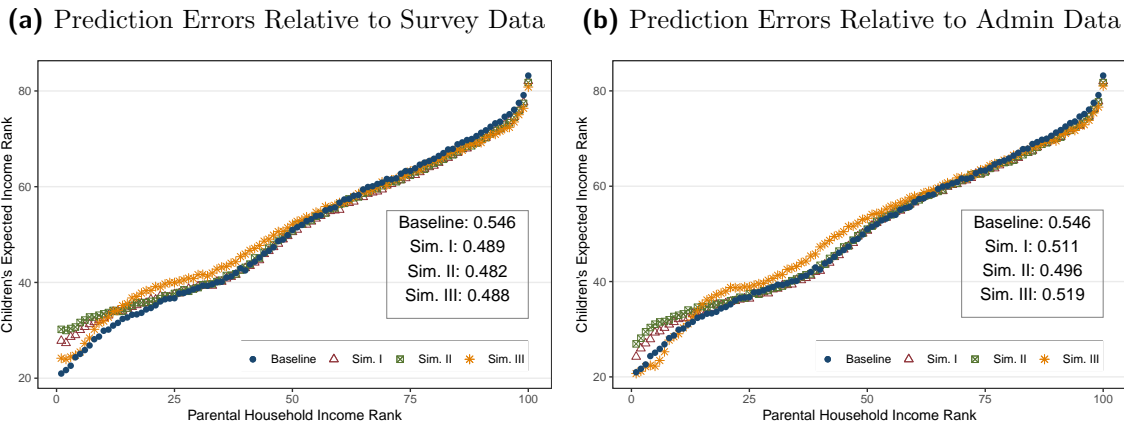 (a) Prediction Errors Relative to Survey Data
Children's Expected Income Rank
80
60
40
20
Baseline: 0.546
Sim. I: 0.489
Sim. II: 0.482
Sim. III: 0.488
Baseline Sim. I Sim. II Sim. III
0 25 50 75 100
Parental Household Income Rank
(b) Prediction Errors Relative to Admin Data
Children's Expected Income Rank
80
60
40
20
Baseline: 0.546
Sim. I: 0.511
Sim. II: 0.496
Sim. III: 0.519
Baseline Sim. I Sim. II Sim. III
0 25 50 75 100
Parental Household Income Rank